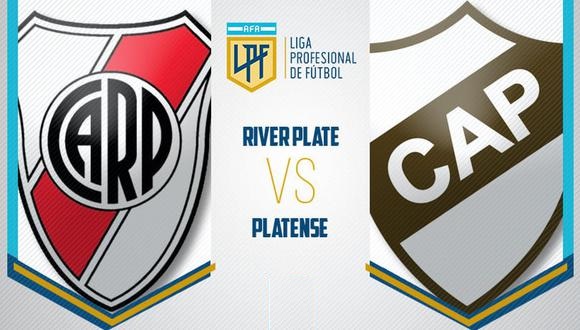 CARP
AFA
LPF
LIGA
PROFESIONAL
DE FÚTBOL
RIVER PLATE
VS
PLATENSE
CAP